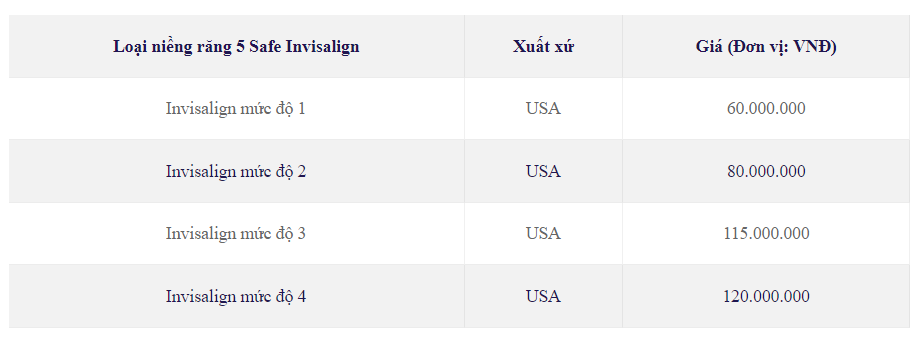 Loại niềng răng 5 Safe Invisalign Xuất xứ Giá (Đơn vị: VNĐ)
Invisalign mức độ 1 USA 60.000.000
Invisalign mức độ 2 USA 80.000.000
Invisalign mức độ 3 USA 115.000.000
Invisalign mức độ 4 USA 120.000.000